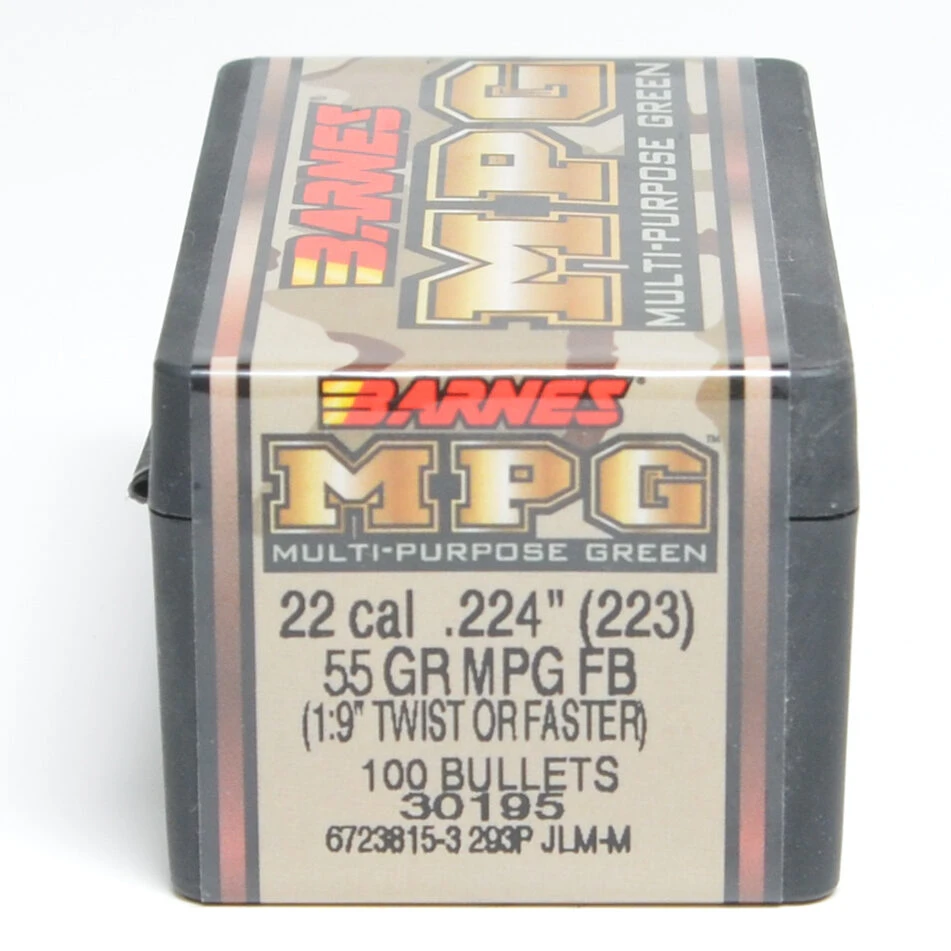 BARNES
MPG
MULTI-PURPOSE GREEN
BARNES®
MPG™
MULTI-PURPOSE GREEN
22 cal .224" (223)
55 GR MPG FB
(1:9" TWIST OR FASTER)
100 BULLETS
30195
6723815-3 293P JLM-M